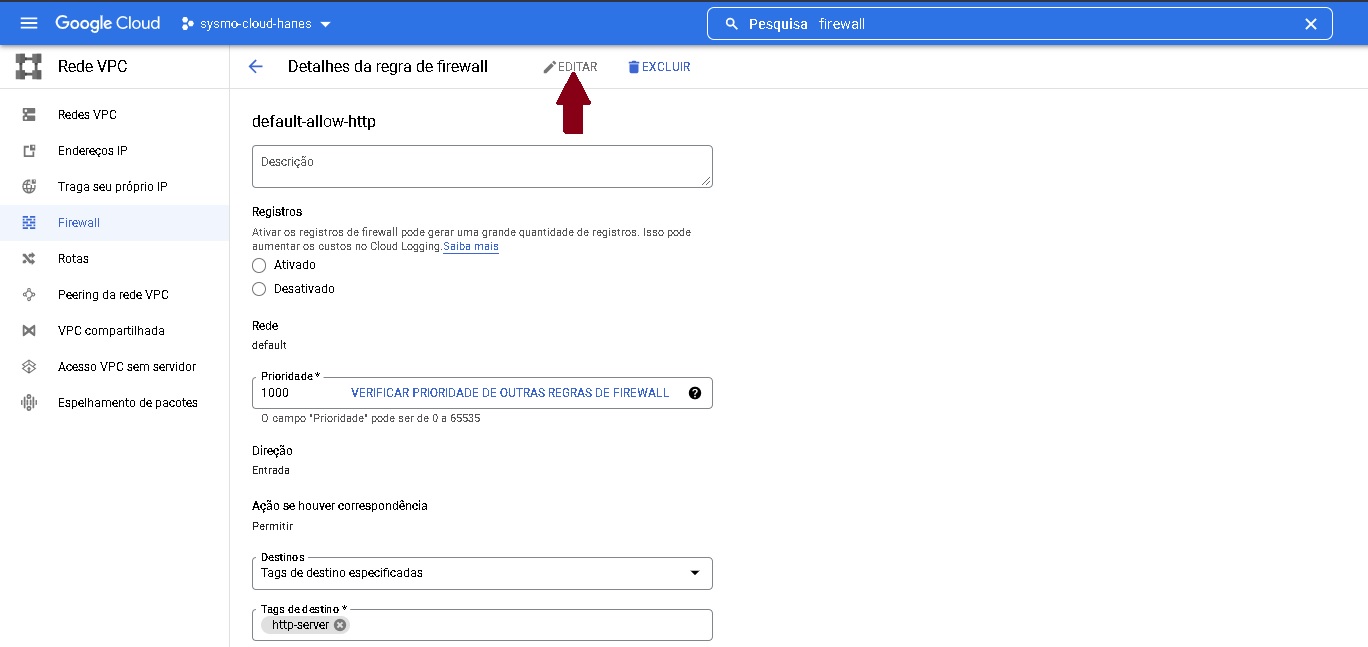 Google Cloud
sysmo-cloud-hanes
Pesquisa firewall
Rede VPC
Detalhes da regra de firewall
EDITAR
EXCLUIR
Redes VPC
Endereços IP
Traga seu próprio IP
Firewall
Rotas
Peering da rede VPC
VPC compartilhada
Acesso VPC sem servidor
Espelhamento de pacotes
default-allow-http
Descrição
Registros
Ativar os registros de firewall pode gerar uma grande quantidade de registros. Isso pode
aumentar os custos no Cloud Logging.Saiba mais
Ativado
Desativado
Rede
default
Prioridade *
1000 VERIFICAR PRIORIDADE DE OUTRAS REGRAS DE FIREWALL ?
O campo "Prioridade" pode ser de 0 a 65535
Direção
Entrada
Ação se houver correspondência
Permitir
Destinos
Tags de destino especificadas
Tags de destino *
http-server